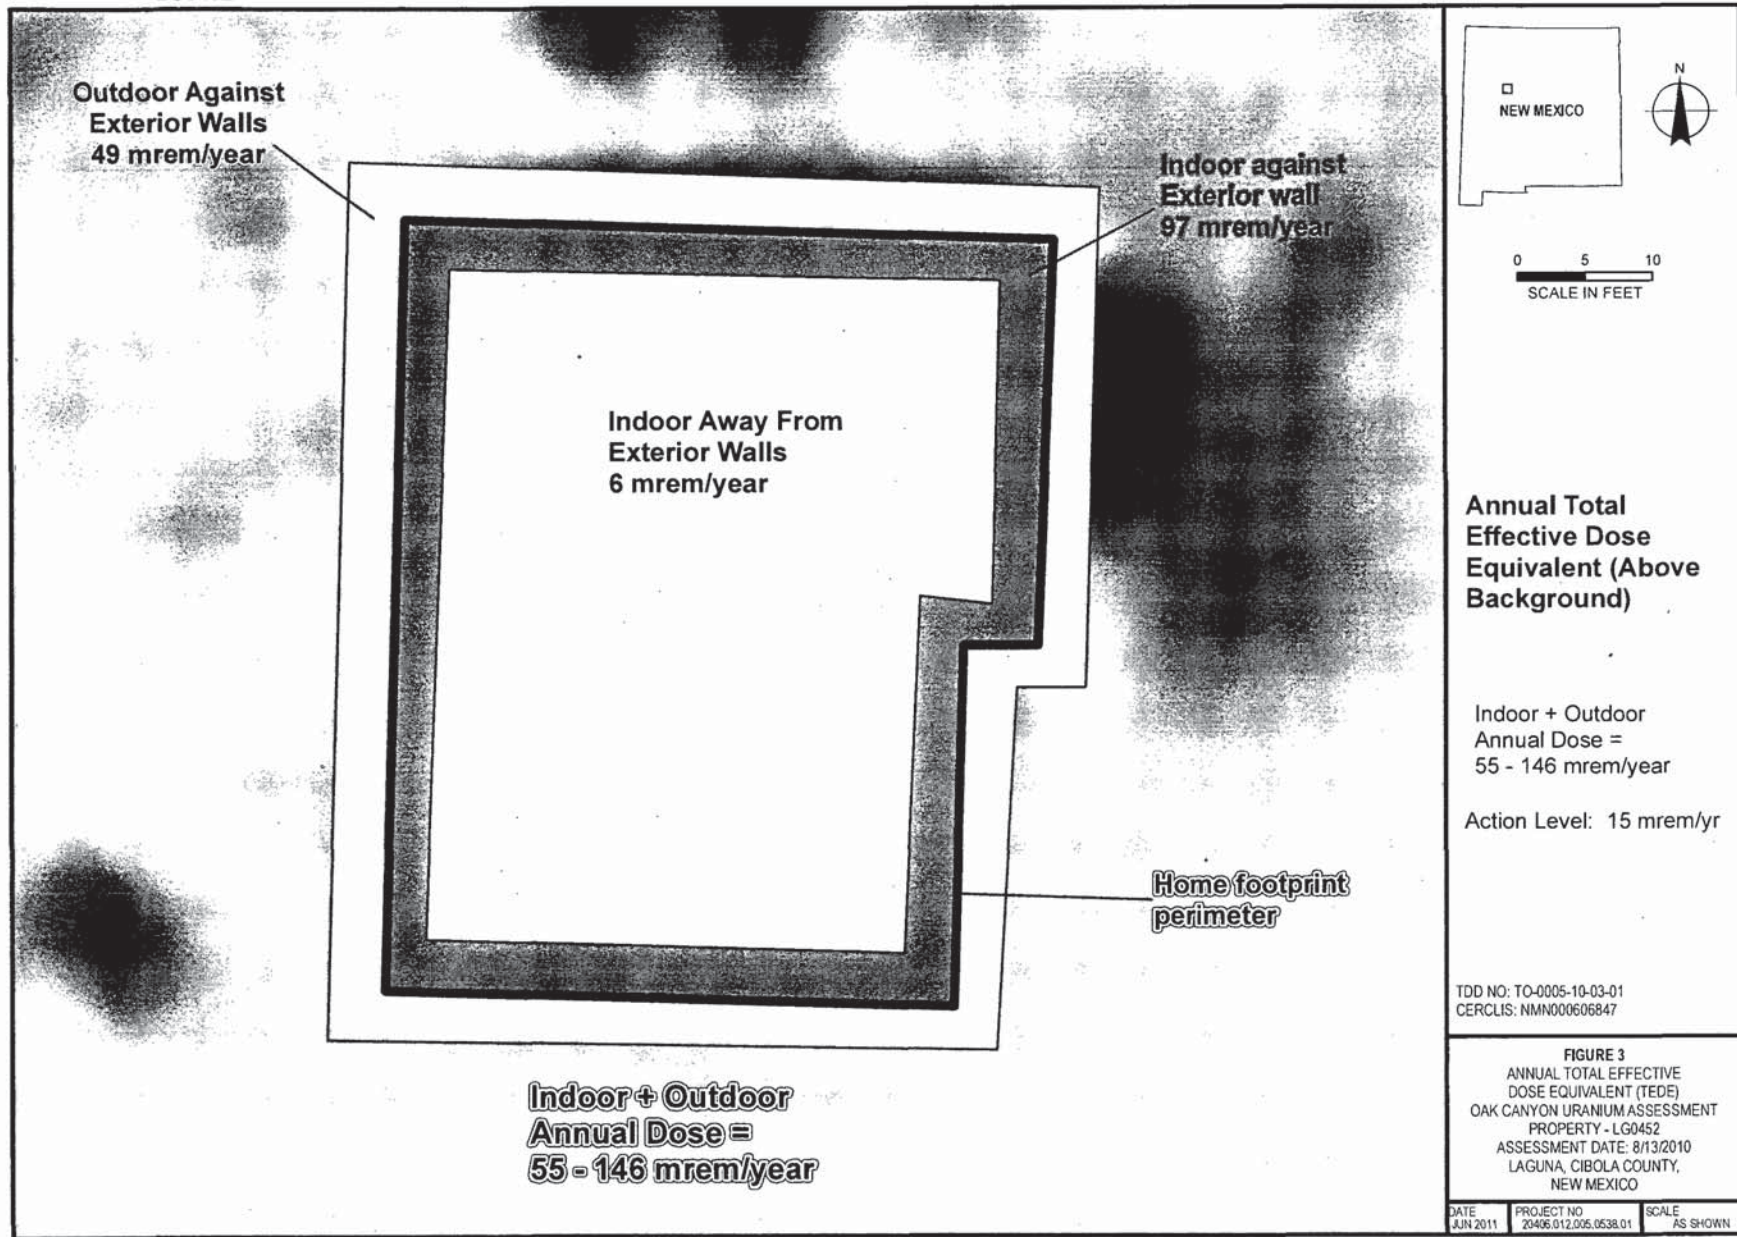 Outdoor Against
Exterior Walls
49 mrem/year
Indoor against
Exterior wall
97 mrem/year
Indoor Away From
Exterior Walls
6 mrem/year
Home footprint
perimeter
Indoor + Outdoor
Annual Dose =
55 - 146 mrem/year
NEW MEXICO
N
0 5 10
SCALE IN FEET
Annual Total
Effective Dose
Equivalent (Above
Background)
Indoor + Outdoor
Annual Dose =
55 - 146 mrem/year
Action Level: 15 mrem/yr
TDD NO: TO-0005-10-03-01
CERCLIS: NMN000606847
FIGURE 3
ANNUAL TOTAL EFFECTIVE
DOSE EQUIVALENT (TEDE)
OAK CANYON URANIUM ASSESSMENT
PROPERTY - LG0452
ASSESSMENT DATE: 8/13/2010
LAGUNA, CIBOLA COUNTY,
NEW MEXICO
DATE PROJECT NO SCALE
JUN 2011 20406.012.005.0538.01 AS SHOWN